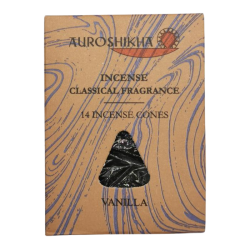 AUROSHIKHA
INCENSE
CLASSICAL FRAGRANCE
14 INCENSE CONES
VANILLA